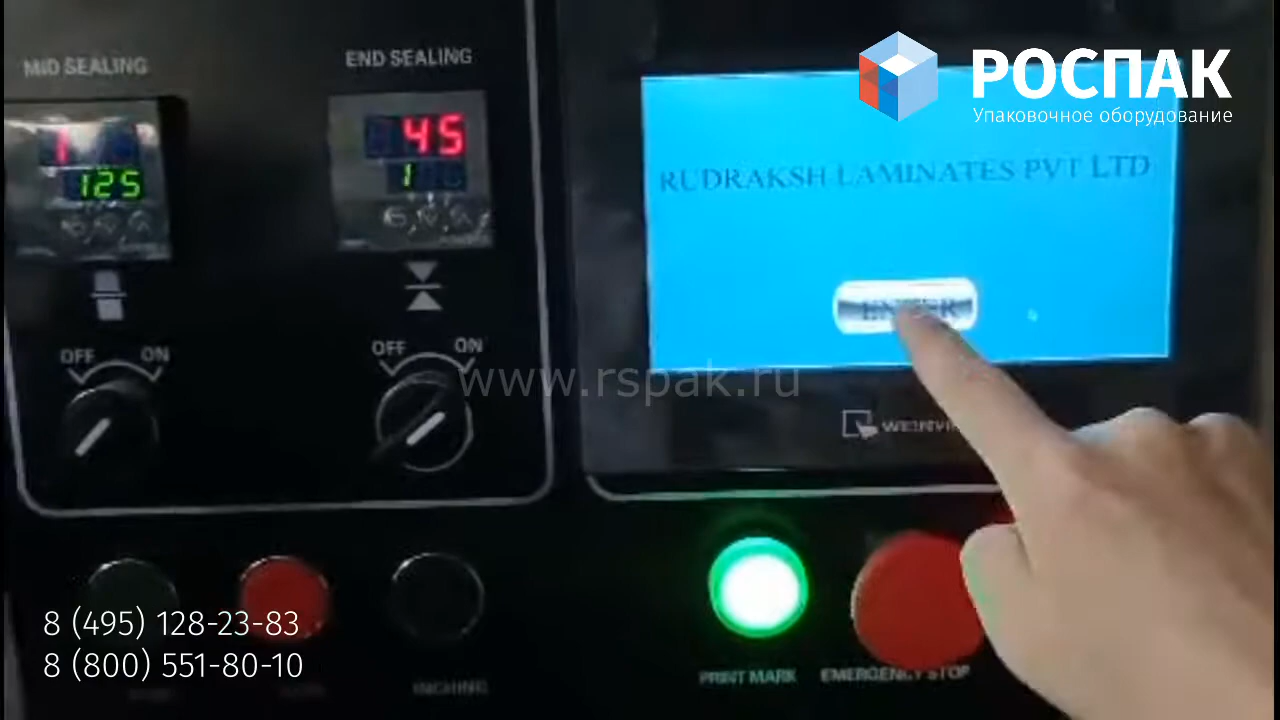 MID SEALING
END SEALING
РОСПАК
Упаковочное оборудование
45
125
1
RUDRAKSH LAMINATES PVT LTD
ENTER
OFF
ON
OFF
ON
www.rspak.ru
8 (495) 128-23-83
8 (800) 551-80-10
PRINT MARK
EMERGENCY STOP
INCHING